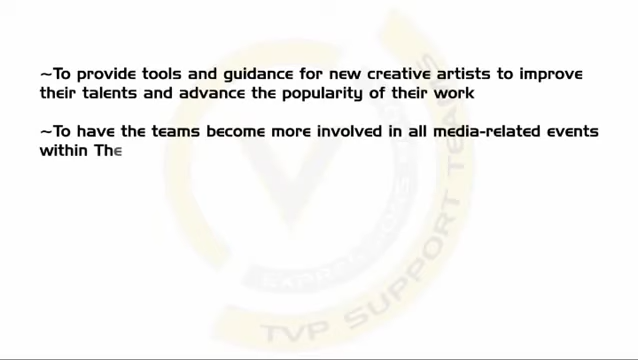 ~To provide tools and guidance for new creative artists to improve
their talents and advance the popularity of their work
~To have the teams become more involved in all media-related events
within The
EXPRESSIONS
TVP SUPPORT TEAMS